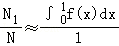 N₁/N ≈ ∫₀¹f(x)dx/1